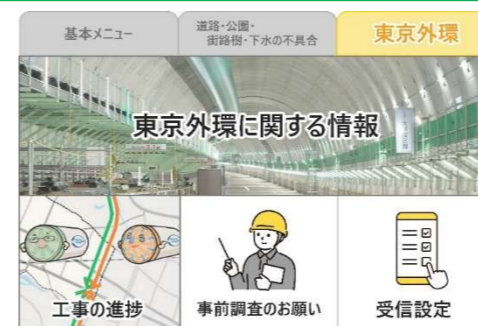 基本メニュー
道路・公園・
街路樹・下水の不具合
東京外環
東京外環に関する情報
工事の進捗
事前調査のお願い
受信設定